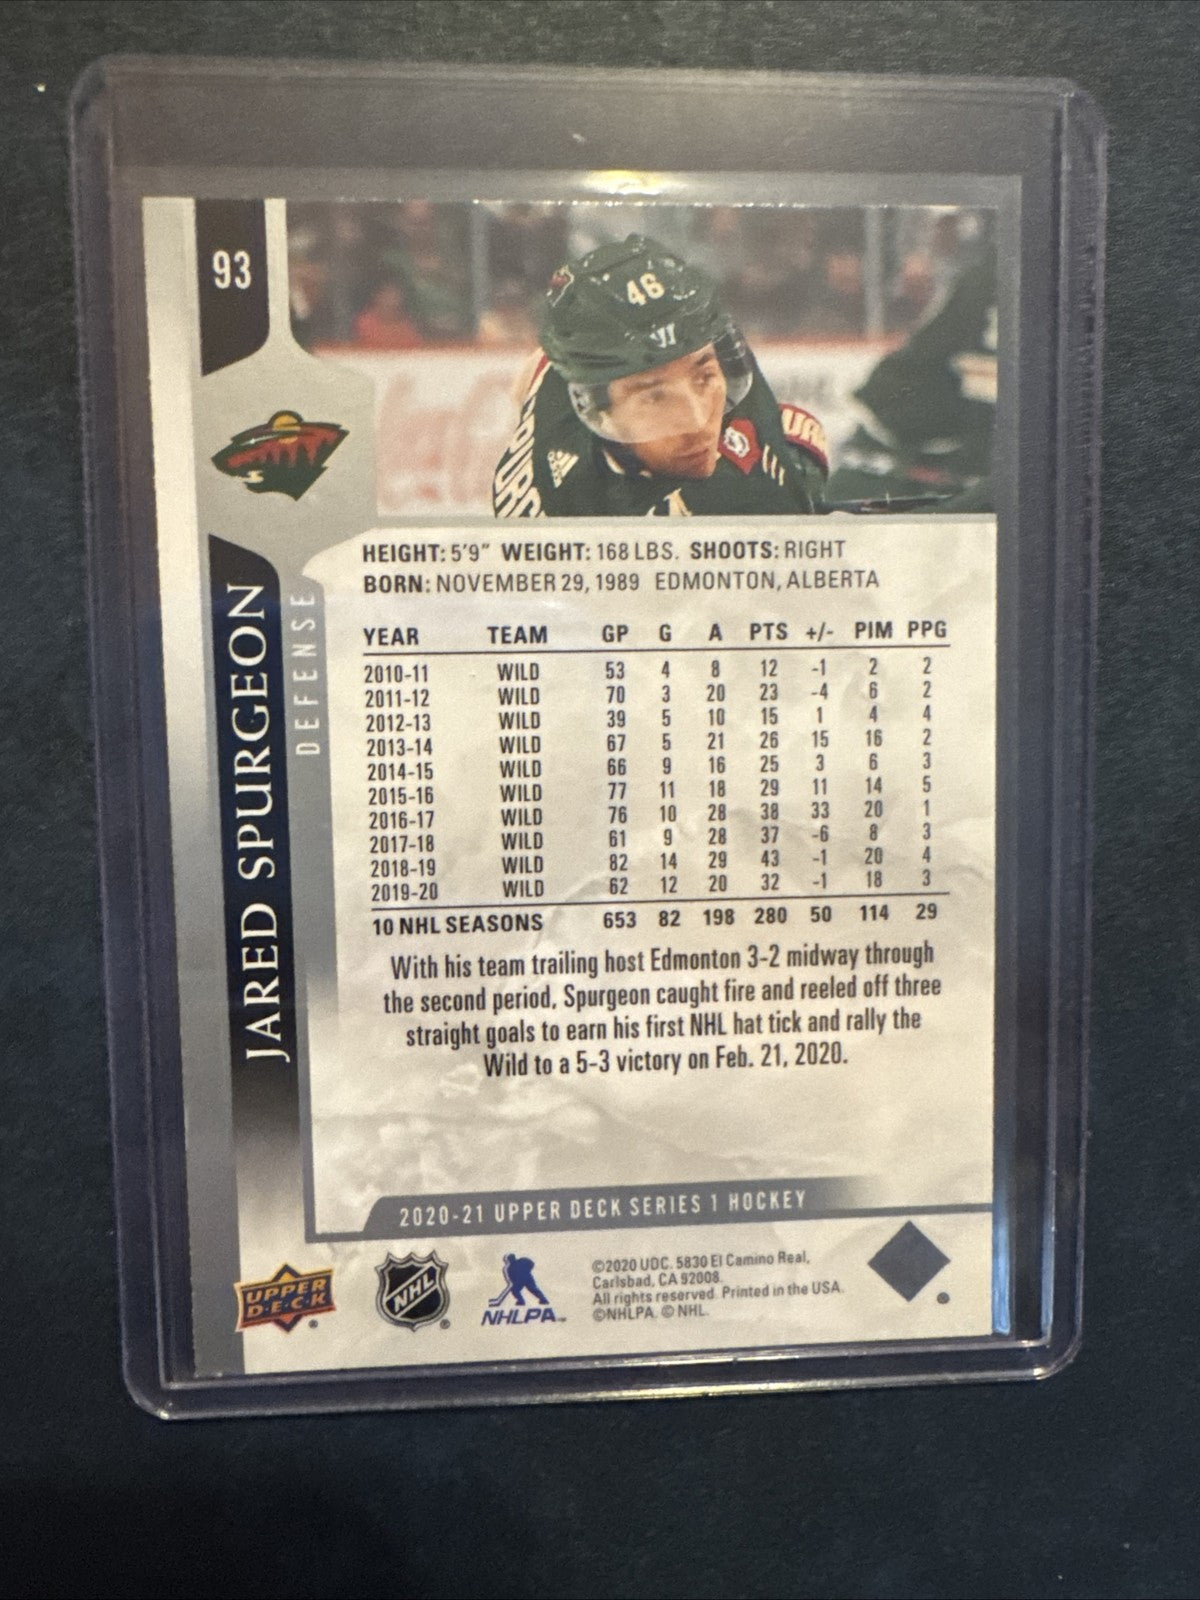 93
46
HEIGHT: 5'9" WEIGHT: 168 LBS. SHOOTS: RIGHT
BORN: NOVEMBER 29, 1989 EDMONTON, ALBERTA
JARED SPURGEON
DEFENSE
YEAR TEAM GP G A PTS +/- PIM PPG
2010-11 WILD 53 4 8 12 -1 2 2
2011-12 WILD 70 3 20 23 -4 6 2
2012-13 WILD 39 5 10 15 1 4 4
2013-14 WILD 67 5 21 26 15 16 2
2014-15 WILD 66 9 16 25 3 6 3
2015-16 WILD 77 11 18 29 11 14 5
2016-17 WILD 76 10 28 38 33 20 1
2017-18 WILD 61 9 28 37 -6 8 3
2018-19 WILD 82 14 29 43 -1 20 4
2019-20 WILD 62 12 20 32 -1 18 3
10 NHL SEASONS 653 82 198 280 50 114 29
With his team trailing host Edmonton 3-2 midway through
the second period, Spurgeon caught fire and reeled off three
straight goals to earn his first NHL hat tick and rally the
Wild to a 5-3 victory on Feb. 21, 2020.
2020-21 UPPER DECK SERIES 1 HOCKEY
UPPER
DECK
NHL
NHLPA
©2020 UDC. 5830 El Camino Real,
Carlsbad, CA 92008.
All rights reserved. Printed in the USA.
©NHLPA. © NHL.